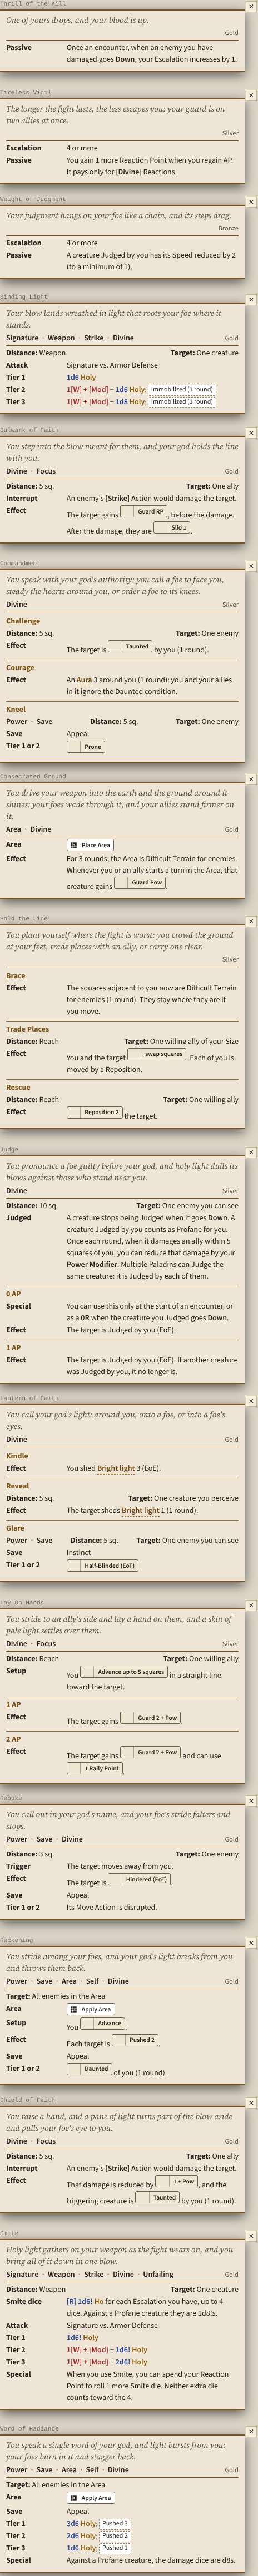 Thrill of the Kill
One of yours drops, and your blood is up.
Gold
Passive Once an encounter, when an enemy you have
damaged goes Down, your Escalation increases by 1.
Tireless Vigil
The longer the fight lasts, the less escapes you: your guard is on
two allies at once.
Silver
Escalation 4 or more
Passive You gain 1 more Reaction Point when you regain AP.
It pays only for [Divine] Reactions.
Weight of Judgment
Your judgment hangs on your foe like a chain, and its steps drag.
Bronze
Escalation 4 or more
Passive A creature Judged by you has its Speed reduced by 2
(to a minimum of 1).
Binding Light
Your blow lands wreathed in light that roots your foe where it
stands.
Signature · Weapon · Strike · Divine Gold
Distance: Weapon Target: One creature
Attack Signature vs. Armor Defense
Tier 1 1d6 Holy
Tier 2 1[W] + [Mod] + 1d6 Holy; Immobilized (1 round)
Tier 3 1[W] + [Mod] + 1d8 Holy; Immobilized (1 round)
Bulwark of Faith
You step into the blow meant for them, and your god holds the line
with you.
Divine · Focus Gold
Distance: 5 sq. Target: One ally
Interrupt An enemy's [Strike] Action would damage the target.
Effect The target gains Guard RP, before the damage.
After the damage, they are Slid 1.
Commandment
You speak with your god's authority: you call a foe to face you,
steady the hearts around you, or order a foe to its knees.
Divine Silver
Challenge
Distance: 5 sq. Target: One enemy
Effect The target is Taunted by you (1 round).
Courage
Effect An Aura 3 around you (1 round): you and your allies
in it ignore the Daunted condition.
Kneel
Power · Save Distance: 5 sq. Target: One enemy
Save Appeal
Tier 1 or 2 Prone
Consecrated Ground
You drive your weapon into the earth and the ground around it
shines: your foes wade through it, and your allies stand firmer on
it.
Area · Divine Gold
Area Place Area
Effect For 3 rounds, the Area is Difficult Terrain for enemies.
Whenever you or an ally starts a turn in the Area, that
creature gains Guard Pow.
Hold the Line
You plant yourself where the fight is worst: you crowd the ground
at your feet, trade places with an ally, or carry one clear.
Silver
Brace
Effect The squares adjacent to you now are Difficult Terrain
for enemies (1 round). They stay where they are if
you move.
Trade Places
Distance: Reach Target: One willing ally of your Size
Effect You and the target swap squares. Each of you is
moved by a Reposition.
Rescue
Distance: Reach Target: One willing ally
Effect Reposition 2 the target.
Judge
You pronounce a foe guilty before your god, and holy light dulls its
blows against those who stand near you.
Divine Silver
Distance: 10 sq. Target: One enemy you can see
Judged A creature stops being Judged when it goes Down. A
creature Judged by you counts as Profane for you.
Once each round, when it damages an ally within 5
squares of you, you can reduce that damage by your
Power Modifier. Multiple Paladins can Judge the
same creature: it is Judged by each of them.
0 AP
Special You can use this only at the start of an encounter, or
as a 0R when the creature you Judged goes Down.
Effect The target is Judged by you (EoE).
1 AP
Effect The target is Judged by you (EoE). If another creature
was Judged by you, it no longer is.
Lantern of Faith
You call your god's light: around you, onto a foe, or into a foe's
eyes.
Divine Gold
Kindle
Effect You shed Bright light 3 (EoE).
Reveal
Distance: 5 sq. Target: One creature you perceive
Effect The target sheds Bright light 1 (1 round).
Glare
Power · Save Distance: 5 sq. Target: One enemy you can see
Save Instinct
Tier 1 or 2 Half-Blinded (EoT)
Lay On Hands
You stride to an ally's side and lay a hand on them, and a skin of
pale light settles over them.
Divine · Focus Silver
Distance: Reach Target: One willing ally
Setup You Advance up to 5 squares in a straight line
toward the target.
1 AP
Effect The target gains Guard 2 + Pow.
2 AP
Effect The target gains Guard 2 + Pow and can use
1 Rally Point.
Rebuke
You call out in your god's name, and your foe's stride falters and
stops.
Power · Save · Divine Gold
Distance: 3 sq. Target: One enemy
Trigger The target moves away from you.
Effect The target is Hindered (EoT).
Save Appeal
Tier 1 or 2 Its Move Action is disrupted.
Reckoning
You stride among your foes, and your god's light breaks from you
and throws them back.
Power · Save · Area · Self · Divine Gold
Target: All enemies in the Area
Area Apply Area
Setup You Advance.
Effect Each target is Pushed 2.
Save Appeal
Tier 1 or 2 Daunted of you (1 round).
Shield of Faith
You raise a hand, and a pane of light turns part of the blow aside
and pulls your foe's eye to you.
Divine · Focus Gold
Distance: 5 sq. Target: One ally
Interrupt An enemy's [Strike] Action would damage the target.
Effect That damage is reduced by 1 + Pow, and the
triggering creature is Taunted by you (1 round).
Smite
Holy light gathers on your weapon as the fight wears on, and you
bring all of it down in one blow.
Signature · Weapon · Strike · Divine · Unfailing Gold
Distance: Weapon Target: One creature
Smite dice [R] 1d6! Ho for each Escalation you have, up to 4
dice. Against a Profane creature they are 1d8!s.
Attack Signature vs. Armor Defense
Tier 1 1d6! Holy
Tier 2 1[W] + [Mod] + 1d6! Holy
Tier 3 1[W] + [Mod] + 2d6! Holy
Special When you use Smite, you can spend your Reaction
Point to roll 1 more Smite die. Neither extra die
counts toward the 4.
Word of Radiance
You speak a single word of your god, and light bursts from you:
your foes burn in it and stagger back.
Power · Save · Area · Self · Divine Gold
Target: All enemies in the Area
Area Apply Area
Save Appeal
Tier 1 3d6 Holy; Pushed 3
Tier 2 2d6 Holy; Pushed 2
Tier 3 1d6 Holy; Pushed 1
Special Against a Profane creature, the damage dice are d8s.